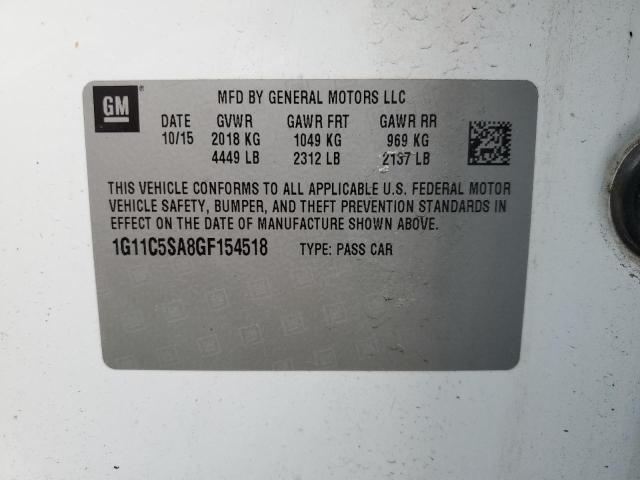 GM
MFD BY GENERAL MOTORS LLC
DATE GVWR GAWR FRT GAWR RR
10/15 2018 KG 1049 KG 969 KG
4449 LB 2312 LB 2137 LB
THIS VEHICLE CONFORMS TO ALL APPLICABLE U.S. FEDERAL MOTOR
VEHICLE SAFETY, BUMPER, AND THEFT PREVENTION STANDARDS IN
EFFECT ON THE DATE OF MANUFACTURE SHOWN ABOVE.
1G11C5SA8GF154518 TYPE: PASS CAR